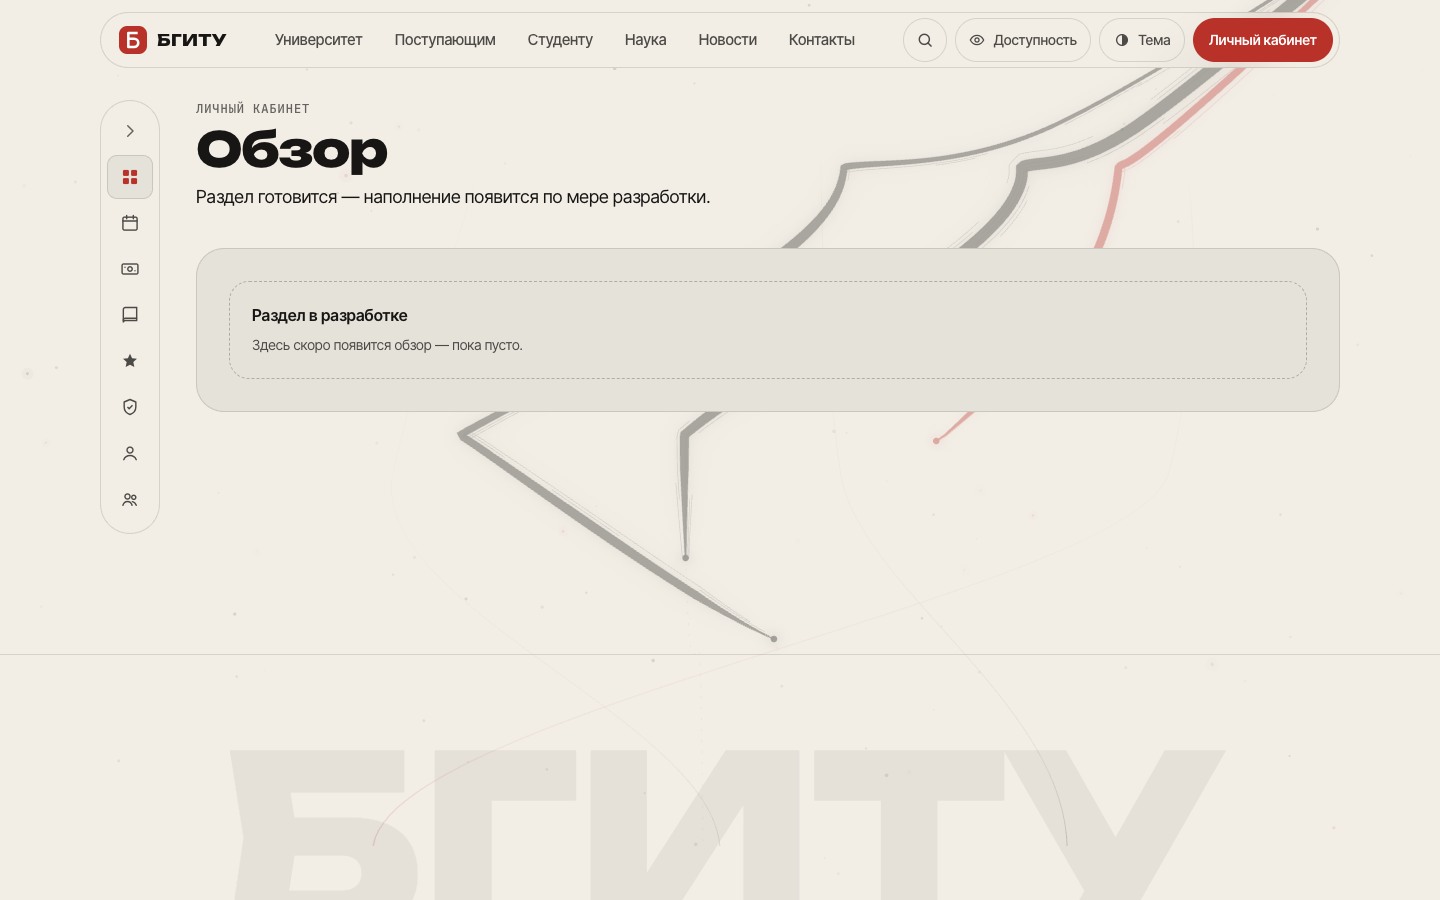 Б БГИТУ
Университет
Поступающим
Студенту
Наука
Новости
Контакты
Доступность
Тема
Личный кабинет
ЛИЧНЫЙ КАБИНЕТ
Обзор
Раздел готовится — наполнение появится по мере разработки.
Раздел в разработке
Здесь скоро появится обзор — пока пусто.
БГИТУ